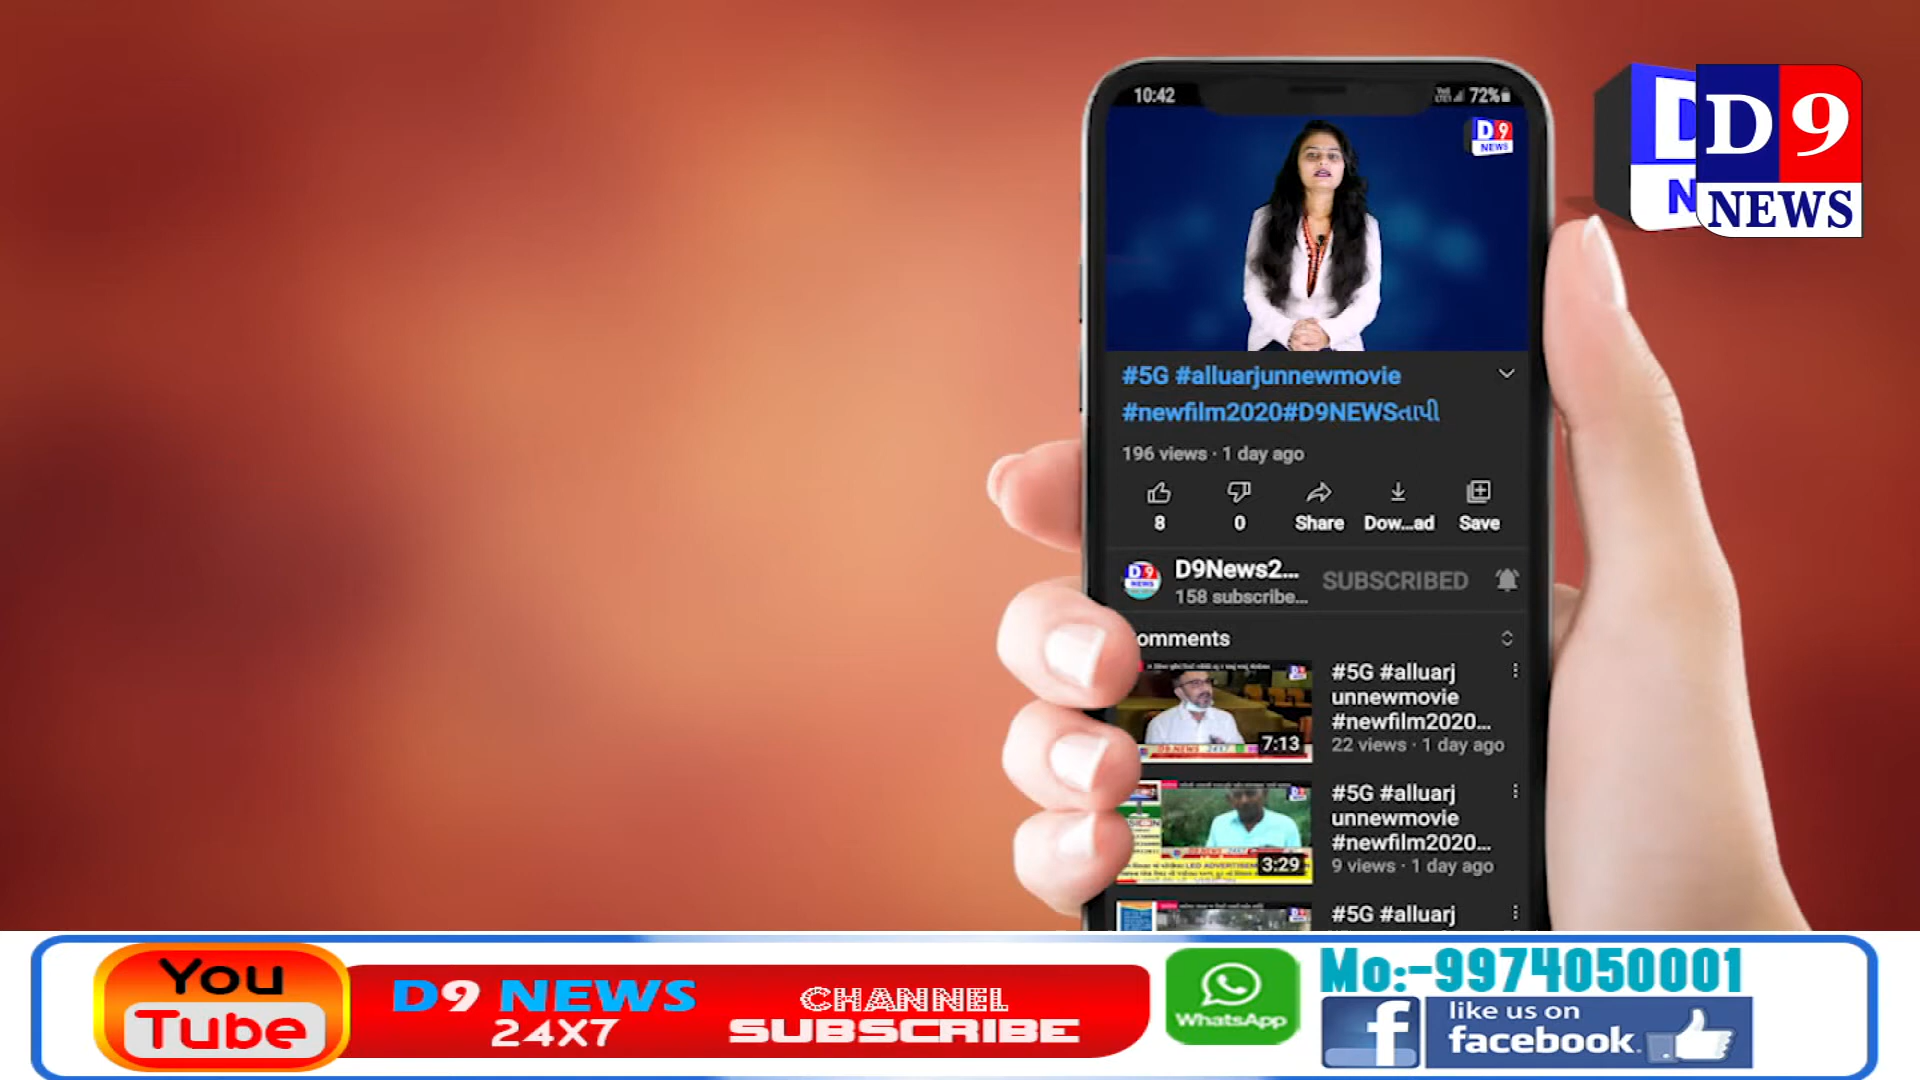 10:42
72%
D9
NEWS
D
N
D9
NEWS
#5G #alluarjunnewmovie
#newfilm2020#D9NEWSતાપી
196 views · 1 day ago
8
0
Share
Dow...ad
Save
D9
NEWS
D9News2...
158 subscribe...
SUBSCRIBED
omments
#5G #alluarj
unnewmovie
#newfilm2020...
22 views · 1 day ago
7:13
#5G #alluarj
unnewmovie
#newfilm2020...
9 views · 1 day ago
3:29
#5G #alluarj
You
Tube
D9 NEWS
24X7
CHANNEL
SUBSCRIBE
WhatsApp
Mo:-9974050001
f
like us on
facebook.